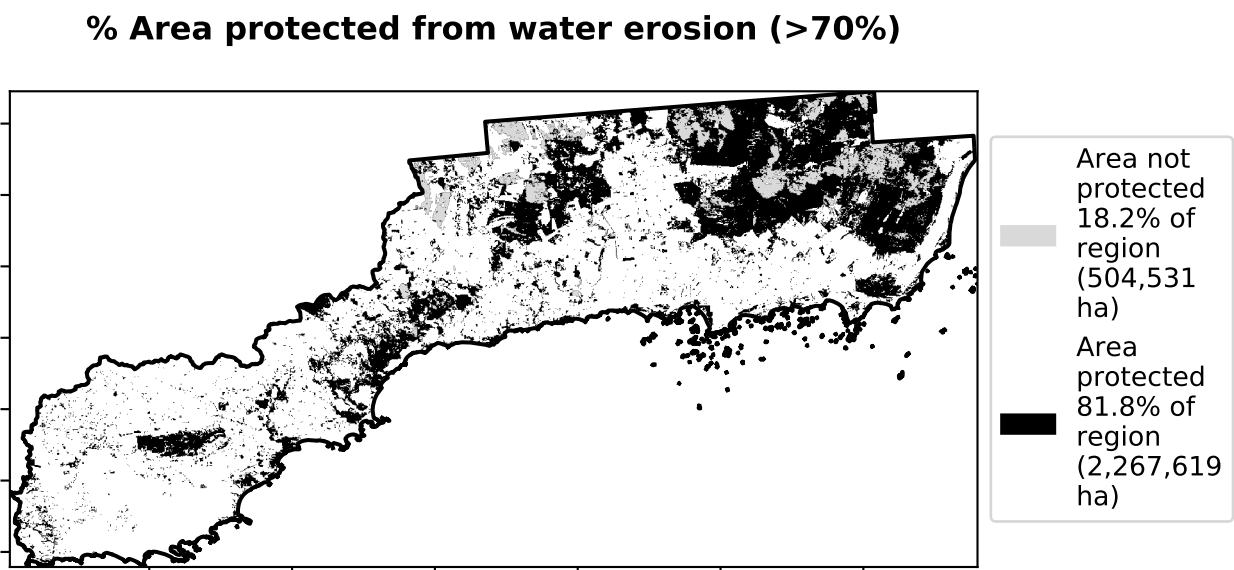 % Area protected from water erosion (>70%)
Area not
protected
18.2% of
region
(504,531
ha)
Area
protected
81.8% of
region
(2,267,619
ha)